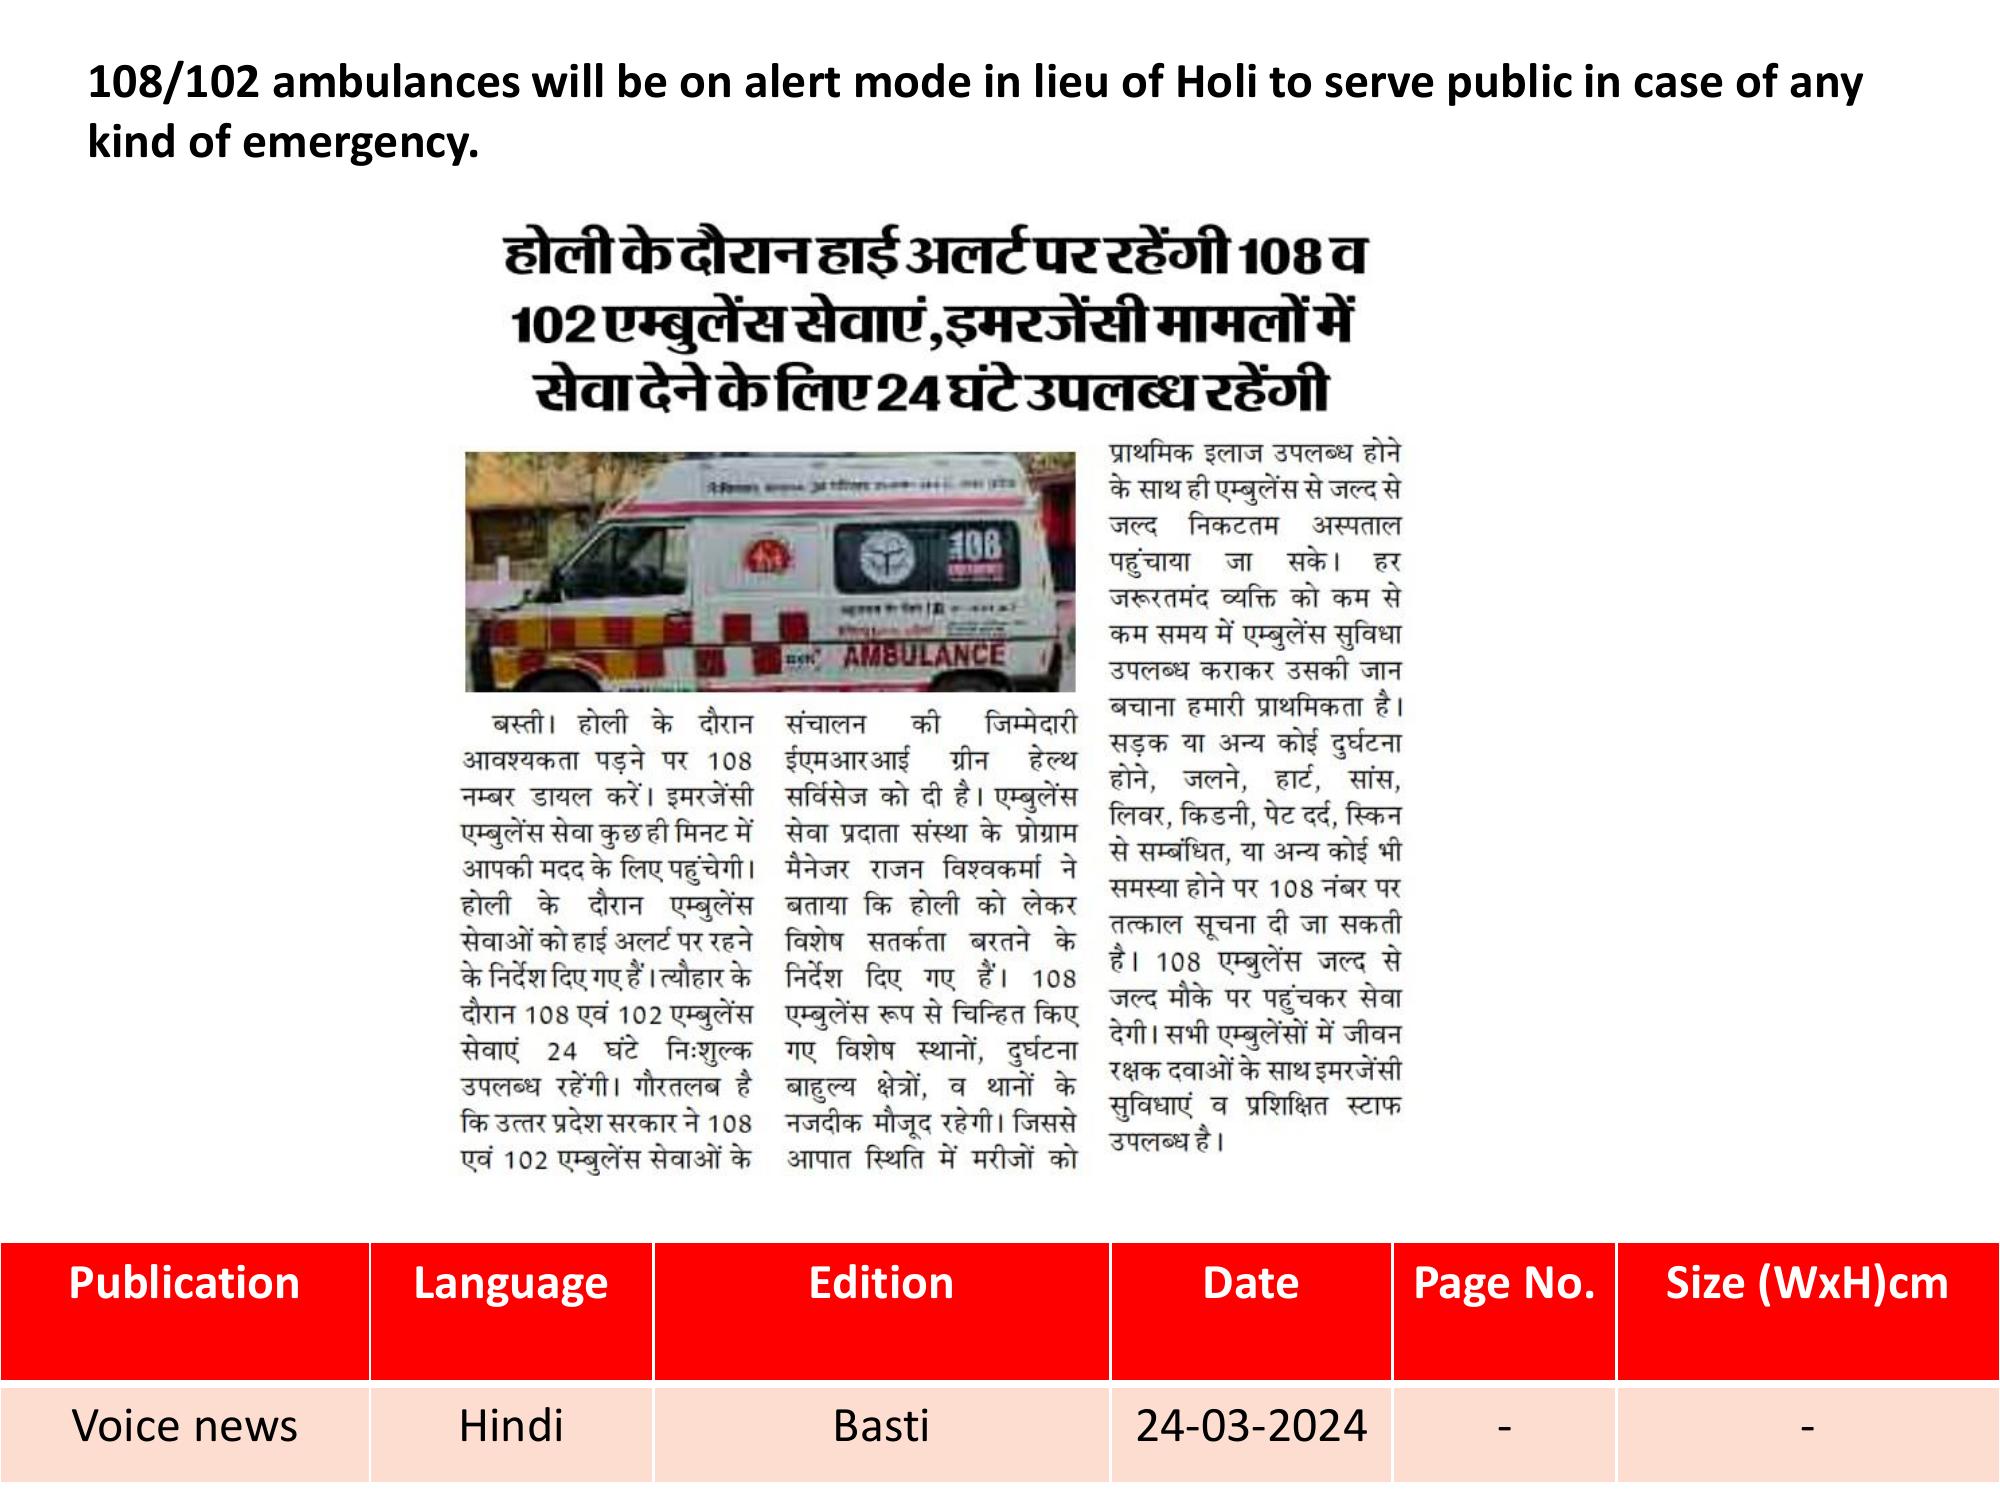 108/102 ambulances will be on alert mode in lieu of Holi to serve public in case of any
kind of emergency.
होली के दौरान हाई अलर्ट पर रहेंगी 108 व
102 एम्बुलेंस सेवाएं,इमरजेंसी मामलों में
सेवा देने के लिए 24 घंटे उपलब्ध रहेंगी
108
AMBULANCE
बस्ती। होली के दौरान
आवश्यकता पड़ने पर 108
नम्बर डायल करें। इमरजेंसी
एम्बुलेंस सेवा कुछ ही मिनट में
आपकी मदद के लिए पहुंचेगी।
होली के दौरान एम्बुलेंस
सेवाओं को हाई अलर्ट पर रहने
के निर्देश दिए गए हैं। त्यौहार के
दौरान 108 एवं 102 एम्बुलेंस
सेवाएं 24 घंटे निःशुल्क
उपलब्ध रहेंगी। गौरतलब है
कि उत्तर प्रदेश सरकार ने 108
एवं 102 एम्बुलेंस सेवाओं के
संचालन की जिम्मेदारी
ईएमआरआई ग्रीन हेल्थ
सर्विसेज को दी है। एम्बुलेंस
सेवा प्रदाता संस्था के प्रोग्राम
मैनेजर राजन विश्वकर्मा ने
बताया कि होली को लेकर
विशेष सतर्कता बरतने के
निर्देश दिए गए हैं। 108
एम्बुलेंस रूप से चिन्हित किए
गए विशेष स्थानों, दुर्घटना
बाहुल्य क्षेत्रों, व थानों के
नजदीक मौजूद रहेगी। जिससे
आपात स्थिति में मरीजों को
प्राथमिक इलाज उपलब्ध होने
के साथ ही एम्बुलेंस से जल्द से
जल्द निकटतम अस्पताल
पहुंचाया जा सके। हर
जरूरतमंद व्यक्ति को कम से
कम समय में एम्बुलेंस सुविधा
उपलब्ध कराकर उसकी जान
बचाना हमारी प्राथमिकता है।
सड़क या अन्य कोई दुर्घटना
होने, जलने, हार्ट, सांस,
लिवर, किडनी, पेट दर्द, स्किन
से सम्बंधित, या अन्य कोई भी
समस्या होने पर 108 नंबर पर
तत्काल सूचना दी जा सकती
है। 108 एम्बुलेंस जल्द से
जल्द मौके पर पहुंचकर सेवा
देगी। सभी एम्बुलेंसों में जीवन
रक्षक दवाओं के साथ इमरजेंसी
सुविधाएं व प्रशिक्षित स्टाफ
उपलब्ध है।
Publication Language Edition Date Page No. Size (WxH)cm
Voice news Hindi Basti 24-03-2024 - -